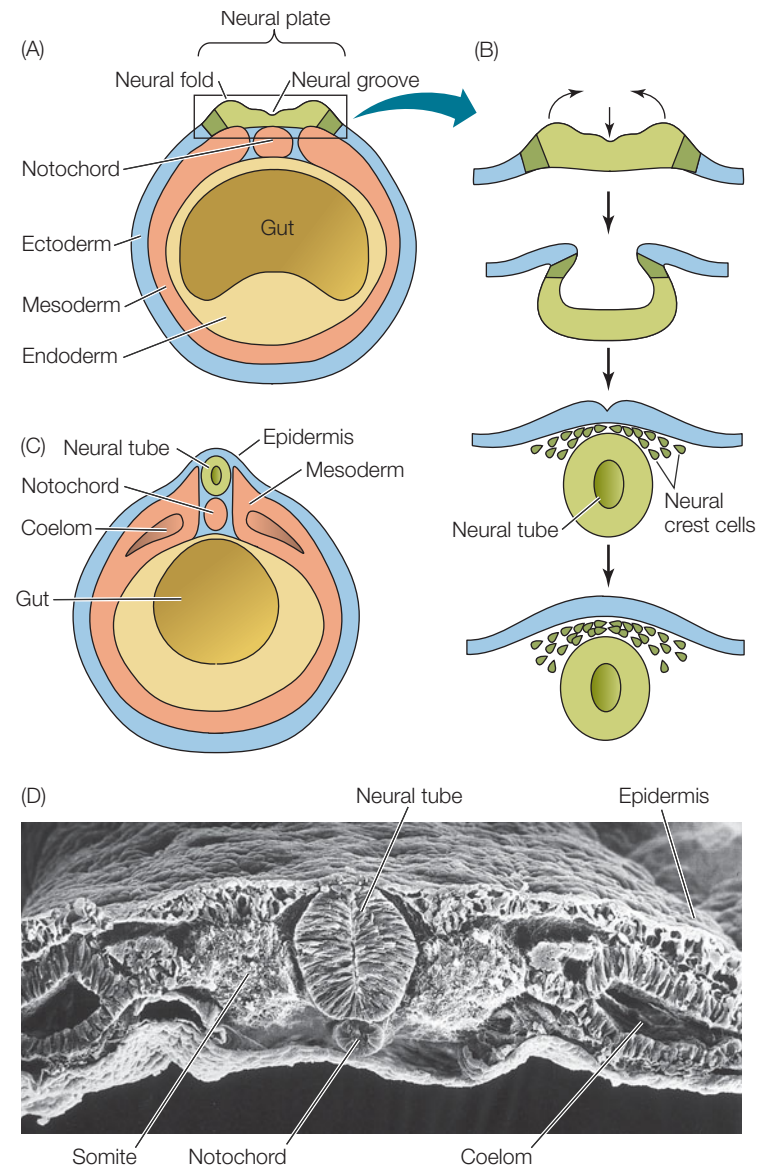 Neural plate
(A)
(B)
Neural fold
Neural groove
Notochord
Gut
Ectoderm
Mesoderm
Endoderm
(C)
Epidermis
Neural tube
Mesoderm
Notochord
Coelom
Gut
Neural
crest cells
Neural tube
(D)
Neural tube
Epidermis
Somite
Notochord
Coelom